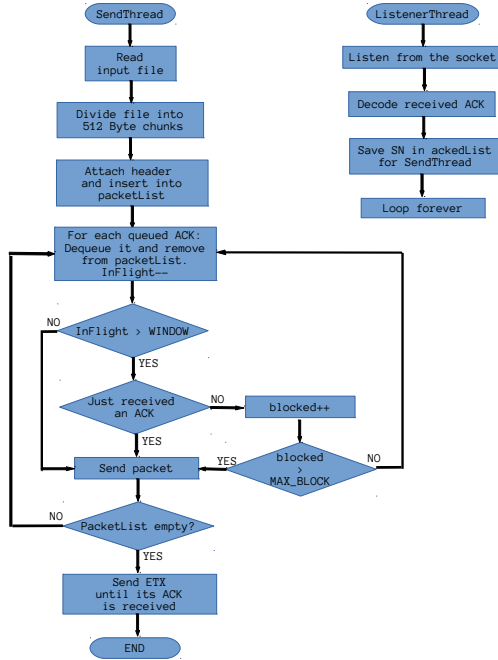 SendThread
Read
input file
Divide file into
512 Byte chunks
Attach header
and insert into
packetList
For each queued ACK:
Dequeue it and remove
from packetList.
InFlight--
NO
InFlight > WINDOW
YES
Just received
an ACK
NO
blocked++
YES
Send packet
YES
blocked
>
MAX_BLOCK
NO
NO
PacketList empty?
YES
Send ETX
until its ACK
is received
END
ListenerThread
Listen from the socket
Decode received ACK
Save SN in ackedList
for SendThread
Loop forever